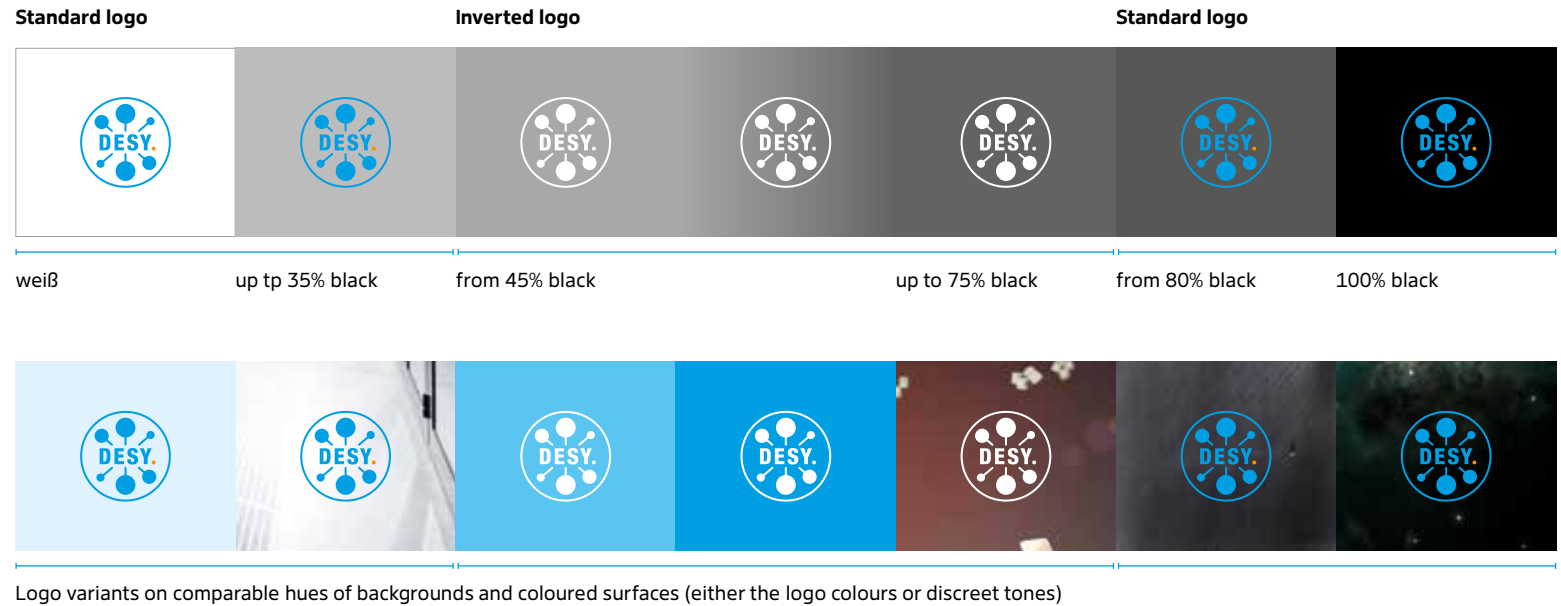 Standard logo Inverted logo Standard logo
DESY. DESY. DESY. DESY. DESY. DESY. DESY.
weiß up tp 35% black from 45% black up to 75% black from 80% black 100% black
DESY. DESY. DESY. DESY. DESY. DESY. DESY.
Logo variants on comparable hues of backgrounds and coloured surfaces (either the logo colours or discreet tones)